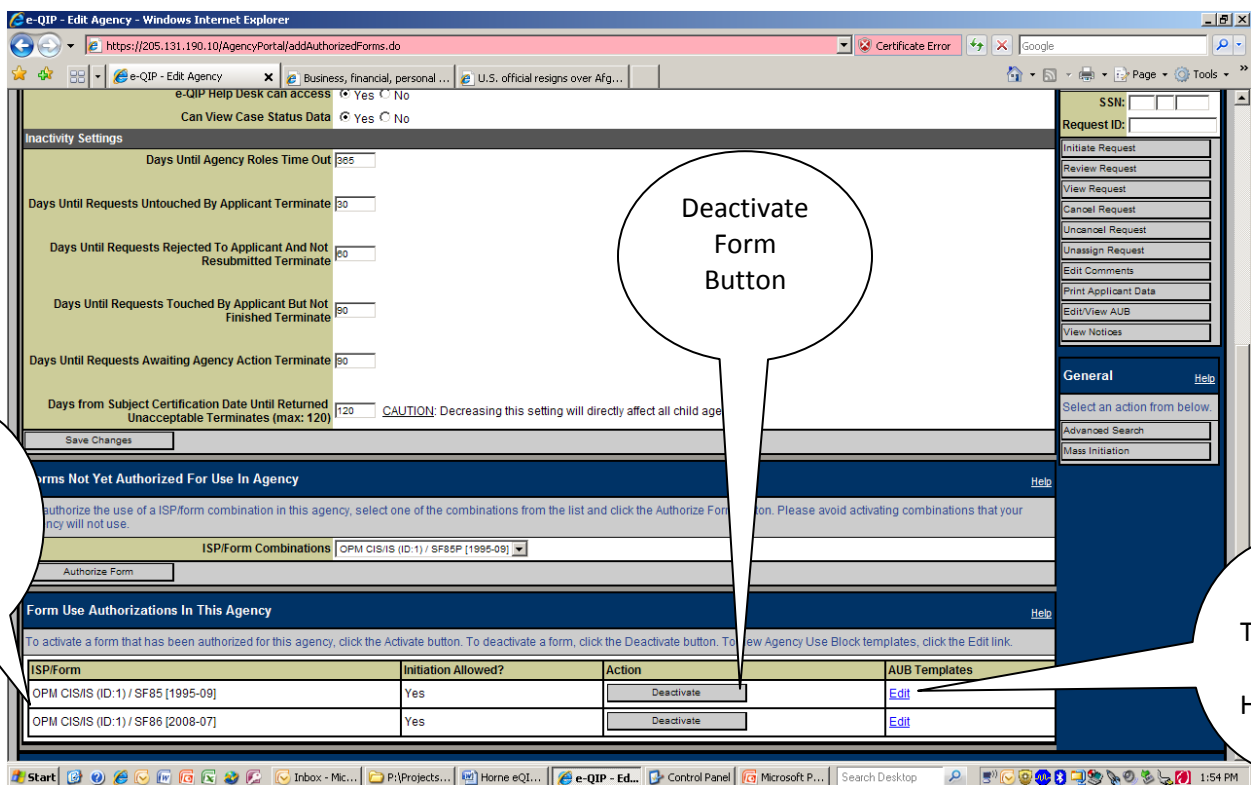 e-QIP - Edit Agency - Windows Internet Explorer
https://205.131.190.10/AgencyPortal/addAuthorizedForms.do
Certificate Error
Google
e-QIP - Edit Agency
Business, financial, personal ...
U.S. official resigns over Afg...
Page
Tools
e-QIP Help Desk can access Yes No
Can View Case Status Data Yes No
Inactivity Settings
Days Until Agency Roles Time Out 365
Days Until Requests Untouched By Applicant Terminate 30
Days Until Requests Rejected To Applicant And Not
Resubmitted Terminate 60
Days Until Requests Touched By Applicant But Not
Finished Terminate 90
Days Until Requests Awaiting Agency Action Terminate 90
Days from Subject Certification Date Until Returned
Unacceptable Terminates (max: 120) 120 CAUTION: Decreasing this setting will directly affect all child age
Save Changes
Deactivate
Form
Button
orms Not Yet Authorized For Use In Agency Help
authorize the use of a ISP/form combination in this agency, select one of the combinations from the list and click the Authorize Form ton. Please avoid activating combinations that your
ncy will not use.
ISP/Form Combinations OPM CIS/IS (ID:1) / SF85P [1995-09]
Authorize Form
Form Use Authorizations In This Agency Help
To activate a form that has been authorized for this agency, click the Activate button. To deactivate a form, click the Deactivate button. To ew Agency Use Block templates, click the Edit link.
ISP/Form Initiation Allowed? Action AUB Templates
OPM CIS/IS (ID:1) / SF85 [1995-09] Yes Deactivate Edit
OPM CIS/IS (ID:1) / SF86 [2008-07] Yes Deactivate Edit
SSN:
Request ID:
Initiate Request
Review Request
View Request
Cancel Request
Uncancel Request
Unassign Request
Edit Comments
Print Applicant Data
Edit/View AUB
View Notices
General Help
Select an action from below.
Advanced Search
Mass Initiation
T
H
Start
Inbox - Mic...
P:\Projects...
Horne eQI...
e-QIP - Ed...
Control Panel
Microsoft P...
Search Desktop
1:54 PM